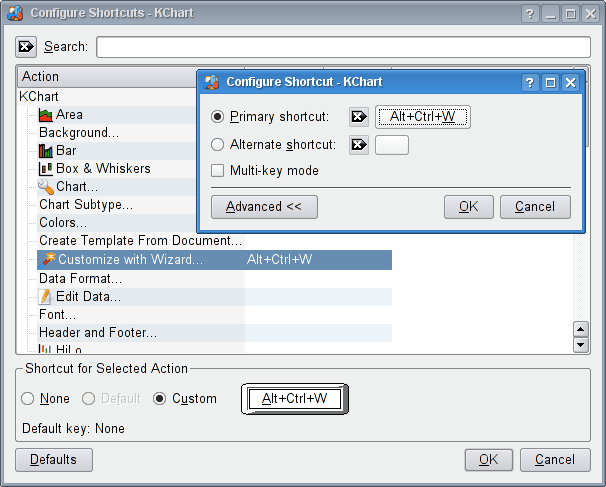 Configure Shortcuts - KChart
Search:
Action
Configure Shortcut - KChart
Primary shortcut: Alt+Ctrl+W
Alternate shortcut:
Multi-key mode
Advanced << OK Cancel
KChart
Area
Background...
Bar
Box & Whiskers
Chart...
Chart Subtype...
Colors...
Create Template From Document...
Customize with Wizard... Alt+Ctrl+W
Data Format...
Edit Data...
Font...
Header and Footer...
HiLo
Shortcut for Selected Action
None Default Custom Alt+Ctrl+W
Default key: None
Defaults OK Cancel